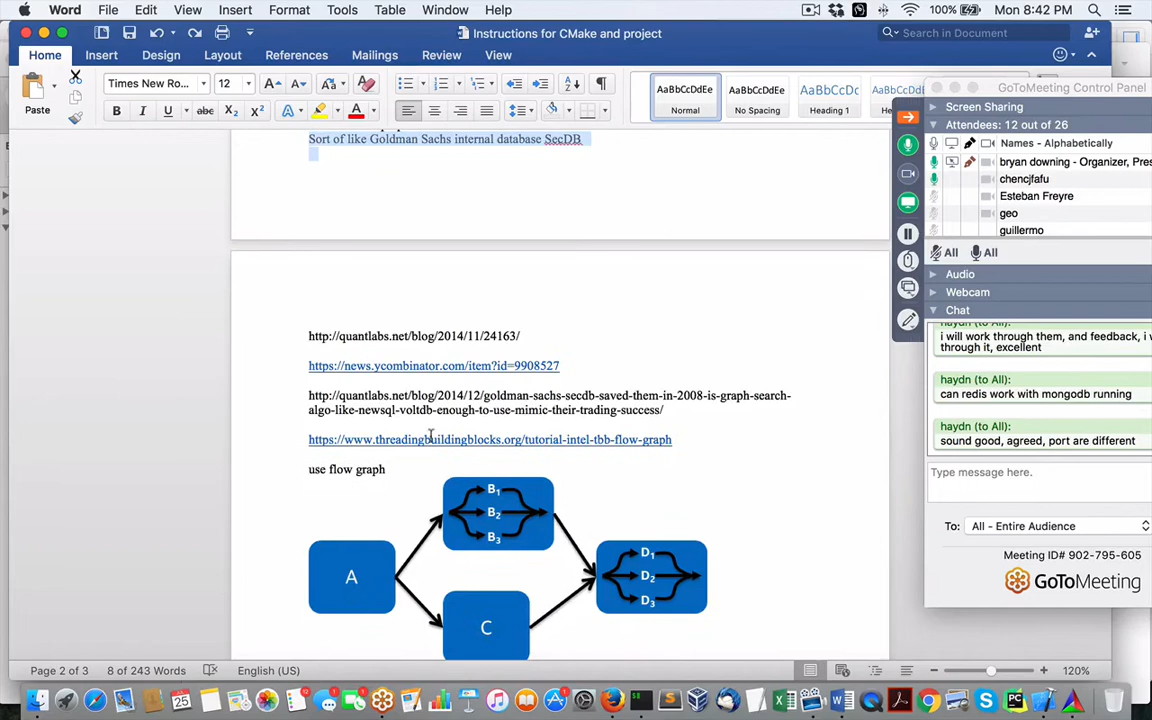 Word File Edit View Insert Format Tools Table Window Help 100% Mon 8:42 PM
Instructions for CMake and project
Search in Document
Home Insert Design Layout References Mailings Review View
Paste
Times New Ro... 12
AaBbCcDdEe AaBbCcDdEe AaBbCcDc
Normal No Spacing Heading 1
Sort of like Goldman Sachs internal database SecDB
http://quantlabs.net/blog/2014/11/24163/
https://news.ycombinator.com/item?id=9908527
http://quantlabs.net/blog/2014/12/goldman-sachs-secdb-saved-them-in-2008-is-graph-search-
algo-like-newsql-voltdb-enough-to-use-mimic-their-trading-success/
https://www.threadingbuildingblocks.org/tutorial-intel-tbb-flow-graph
use flow graph
B1
B2
B3
A
D1
D2
D3
C
Page 2 of 3 8 of 243 Words English (US) 120%
GoToMeeting Control Panel
Screen Sharing
Attendees: 12 out of 26
Names - Alphabetically
bryan downing - Organizer, Pres
chencjfafu
Esteban Freyre
geo
guillermo
All All
Audio
Webcam
Chat
haydn (to All):
i will work through them, and feedback, i v
through it, excellent
haydn (to All):
can redis work with mongodb running
haydn (to All):
sound good, agreed, port are different
Type message here.
To: All - Entire Audience
Meeting ID# 902-795-605
GoToMeeting